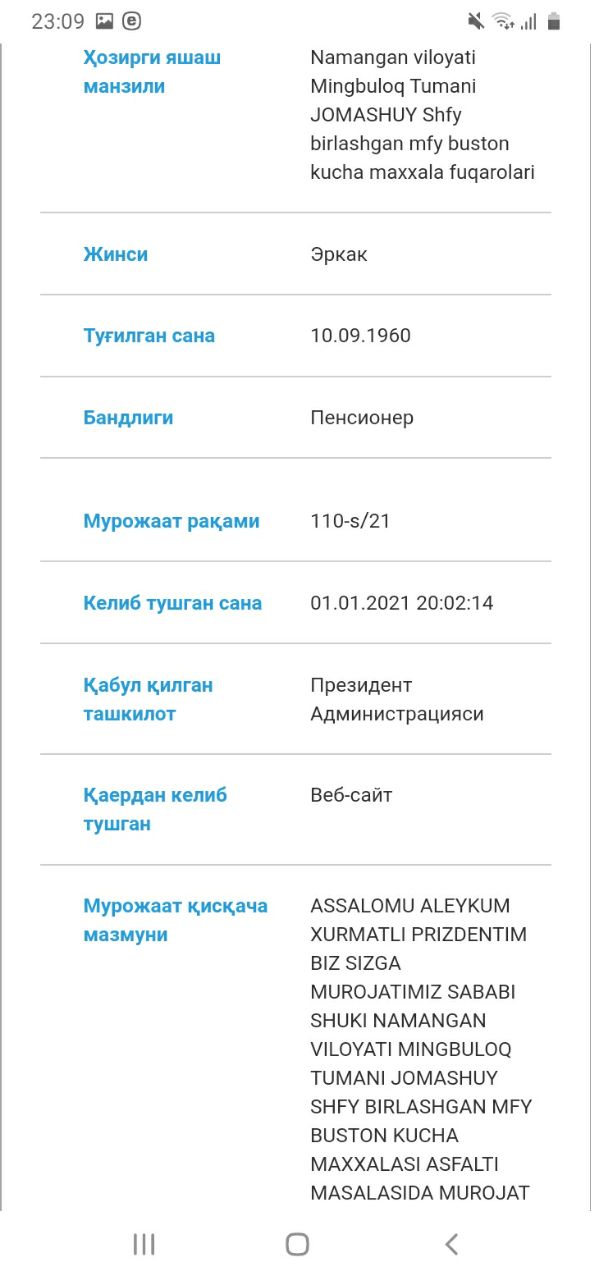 23:09
Ҳозирги яшаш
манзили
Namangan viloyati
Mingbuloq Tumani
JOMASHUY Shfy
birlashgan mfy buston
kucha maxxala fuqarolari
Жинси
Эркак
Туғилган сана
10.09.1960
Бандлиги
Пенсионер
Мурожаат рақами
110-s/21
Келиб тушган сана
01.01.2021 20:02:14
Қабул қилган
ташкилот
Президент
Администрацияси
Қаердан келиб
тушган
Веб-сайт
Мурожаат қисқача
мазмуни
ASSALOMU ALEYKUM
XURMATLI PRIZDENTIM
BIZ SIZGA
MUROJATIMIZ SABABI
SHUKI NAMANGAN
VILOYATI MINGBULOQ
TUMANI JOMASHUY
SHFY BIRLASHGAN MFY
BUSTON KUCHA
MAXXALASI ASFALTI
MASALASIDA MUROJAT